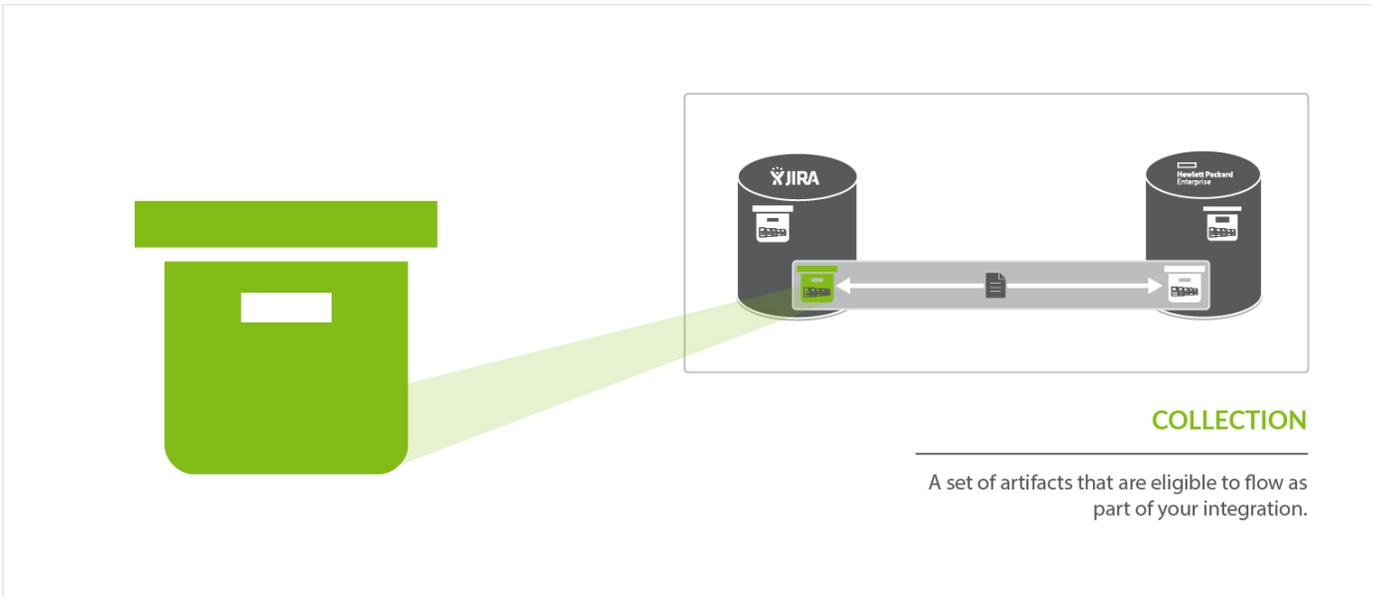 JIRA
Hewlett Packard
Enterprise
COLLECTION
A set of artifacts that are eligible to flow as
part of your integration.